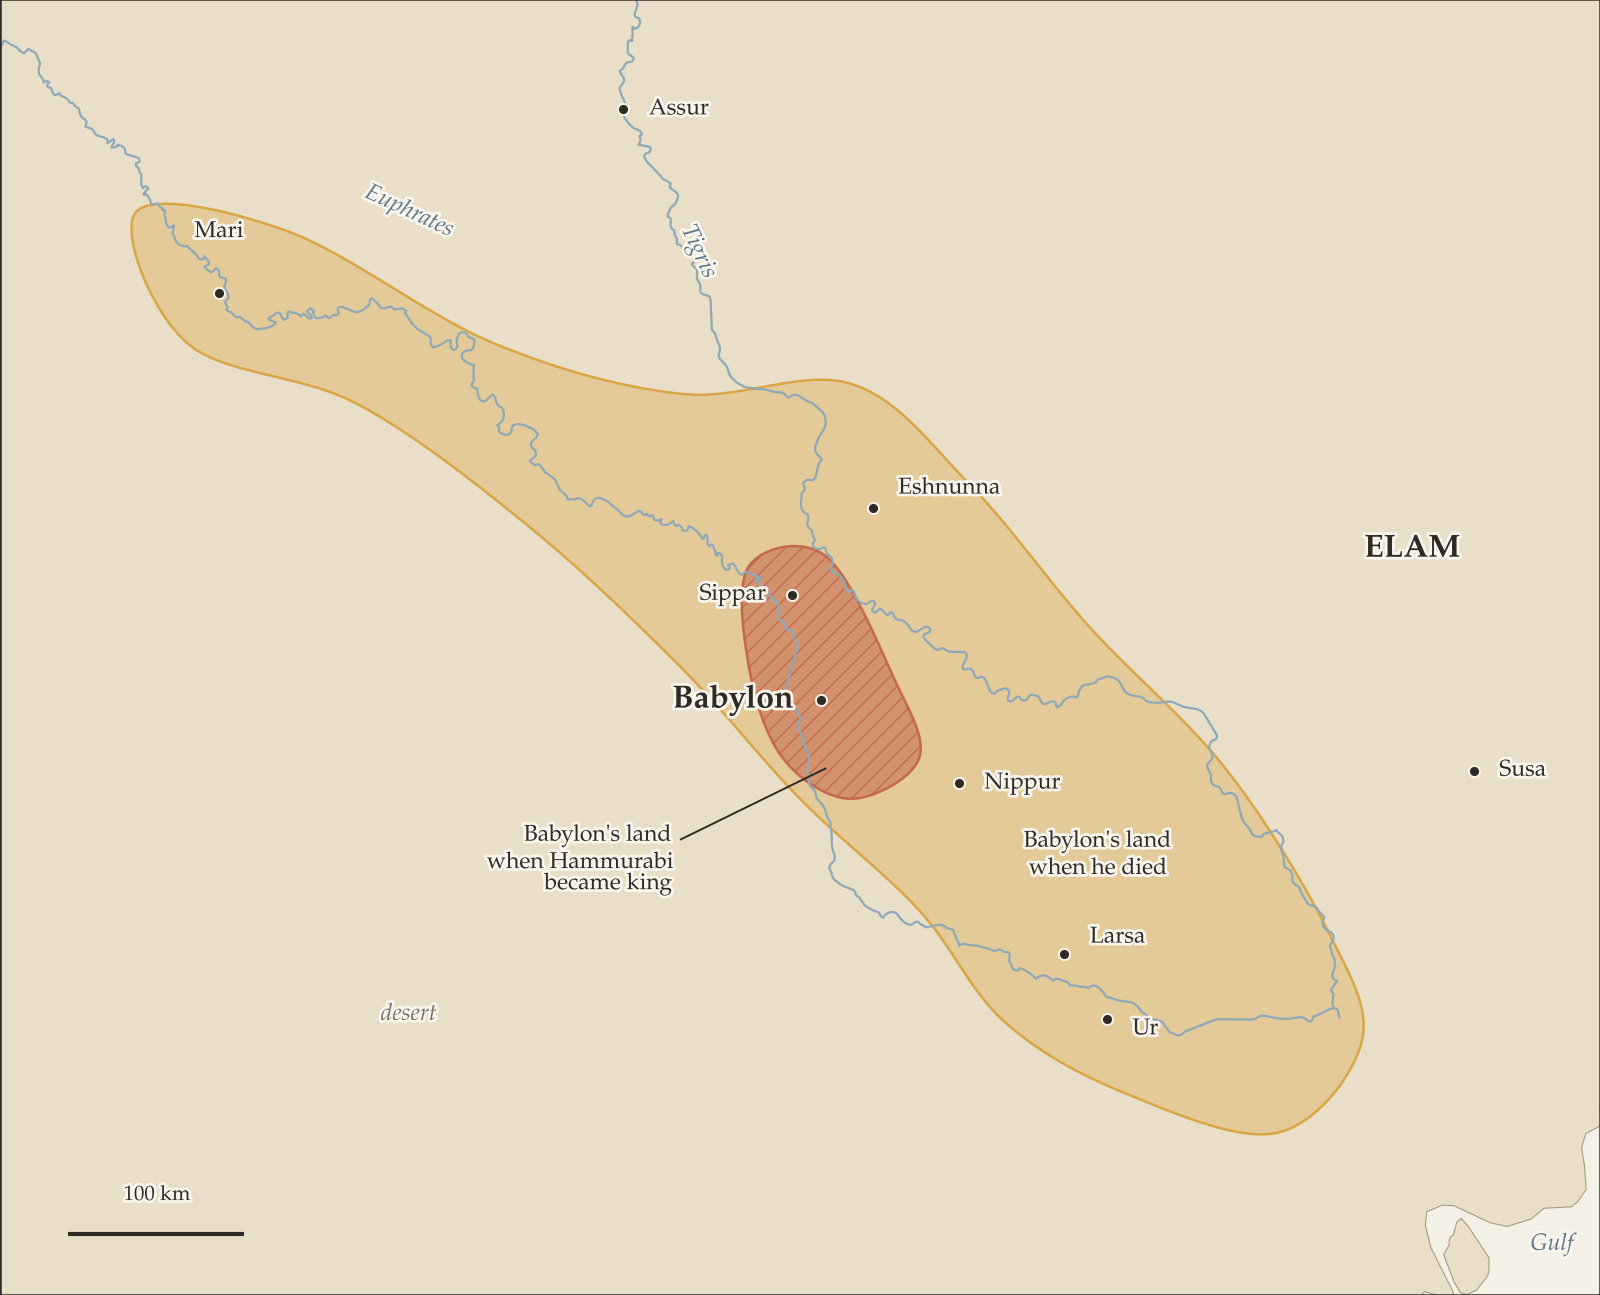 Assur
Euphrates
Mari
Tigris
Eshnunna
ELAM
Sippar
Babylon
Susa
Nippur
Babylon's land
when Hammurabi
became king
Babylon's land
when he died
Larsa
desert
Ur
100 km
Gulf